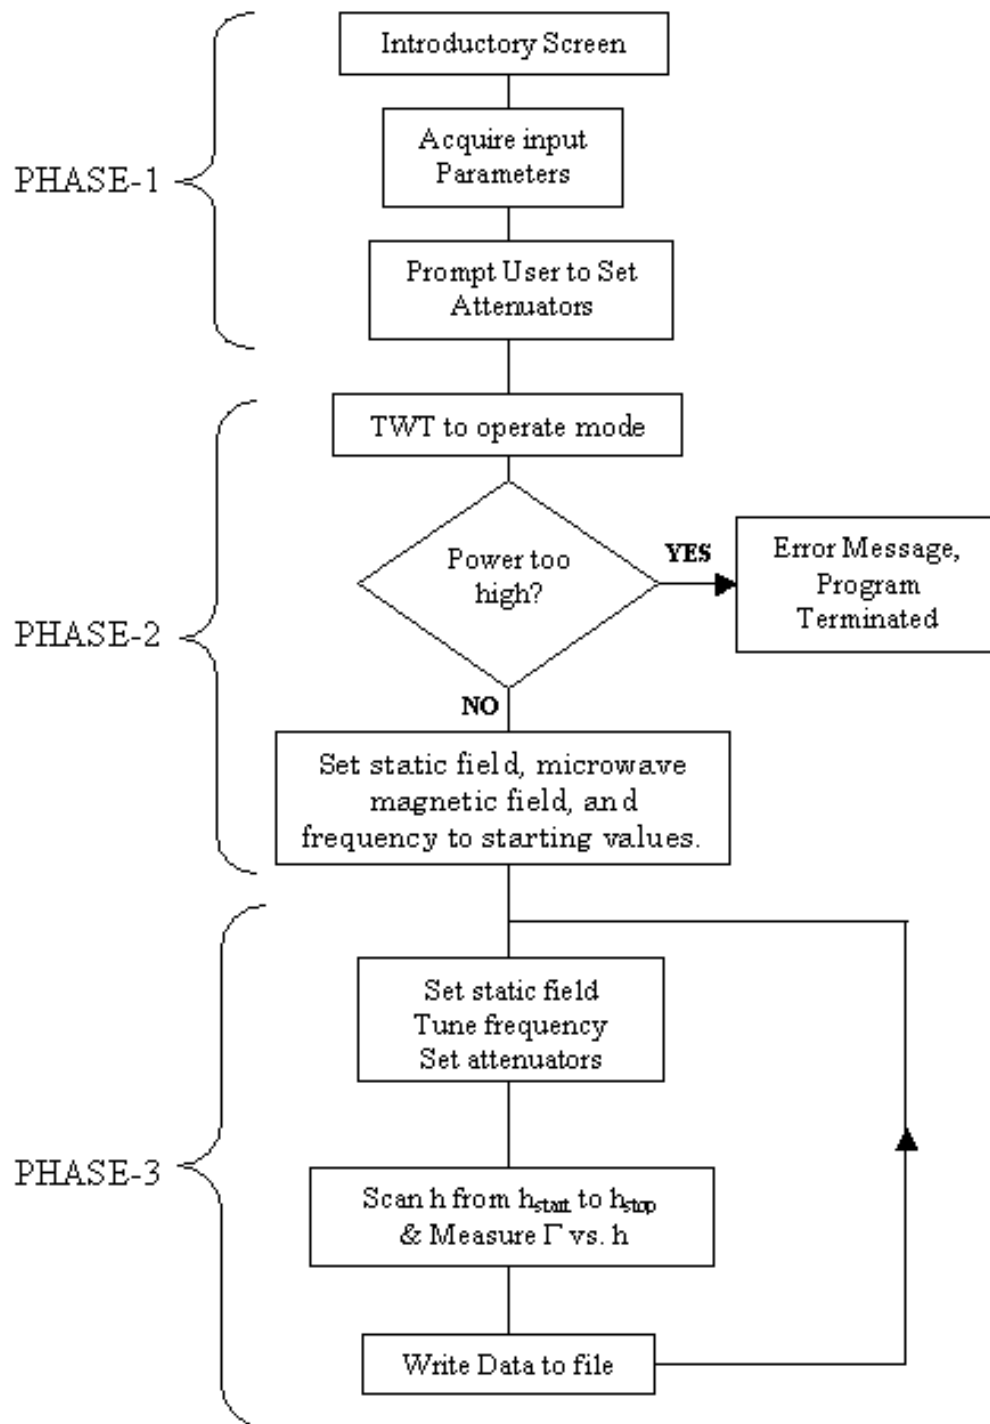 Introductory Screen
PHASE-1
Acquire input
Parameters
Prompt User to Set
Attenuators
PHASE-2
TWT to operate mode
Power too
high?
YES
Error Message,
Program
Terminated
NO
Set static field, microwave
magnetic field, and
frequency to starting values.
PHASE-3
Set static field
Tune frequency
Set attenuators
Scan h from hstart to hstop
& Measure Γ vs. h
Write Data to file